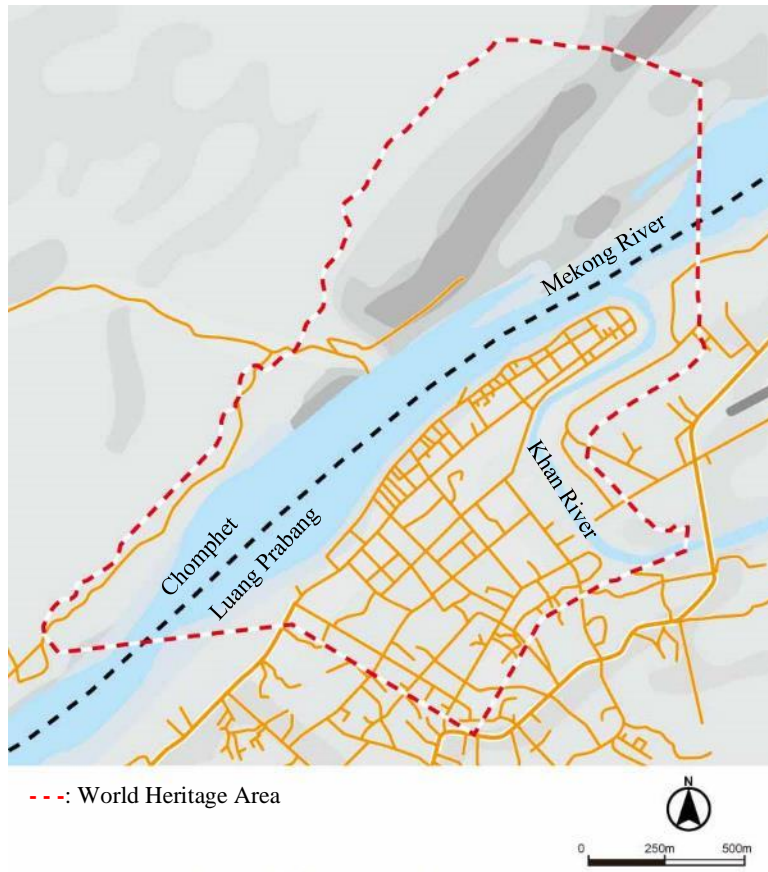 Mekong River
Khan River
Chomphet
Luang Prabang
- - -: World Heritage Area
N
0 250m 500m